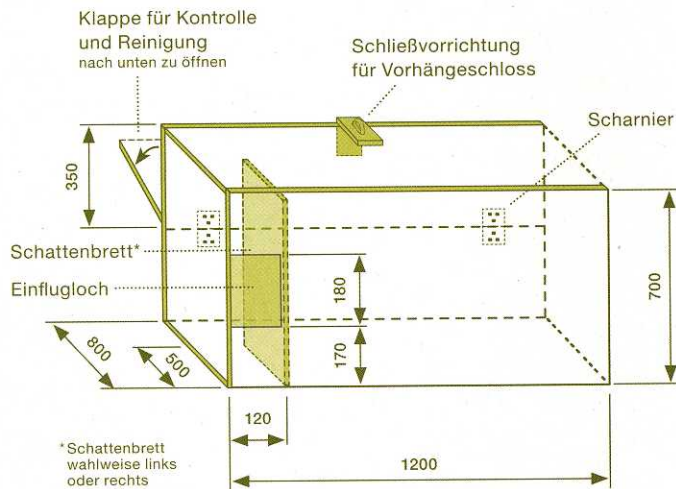 Klappe für Kontrolle
und Reinigung
nach unten zu öffnen
Schließvorrichtung
für Vorhängeschloss
Scharnier
350
Schattenbrett*
Einflugloch
180
700
170
800
500
120
1200
*Schattenbrett
wahlweise links
oder rechts